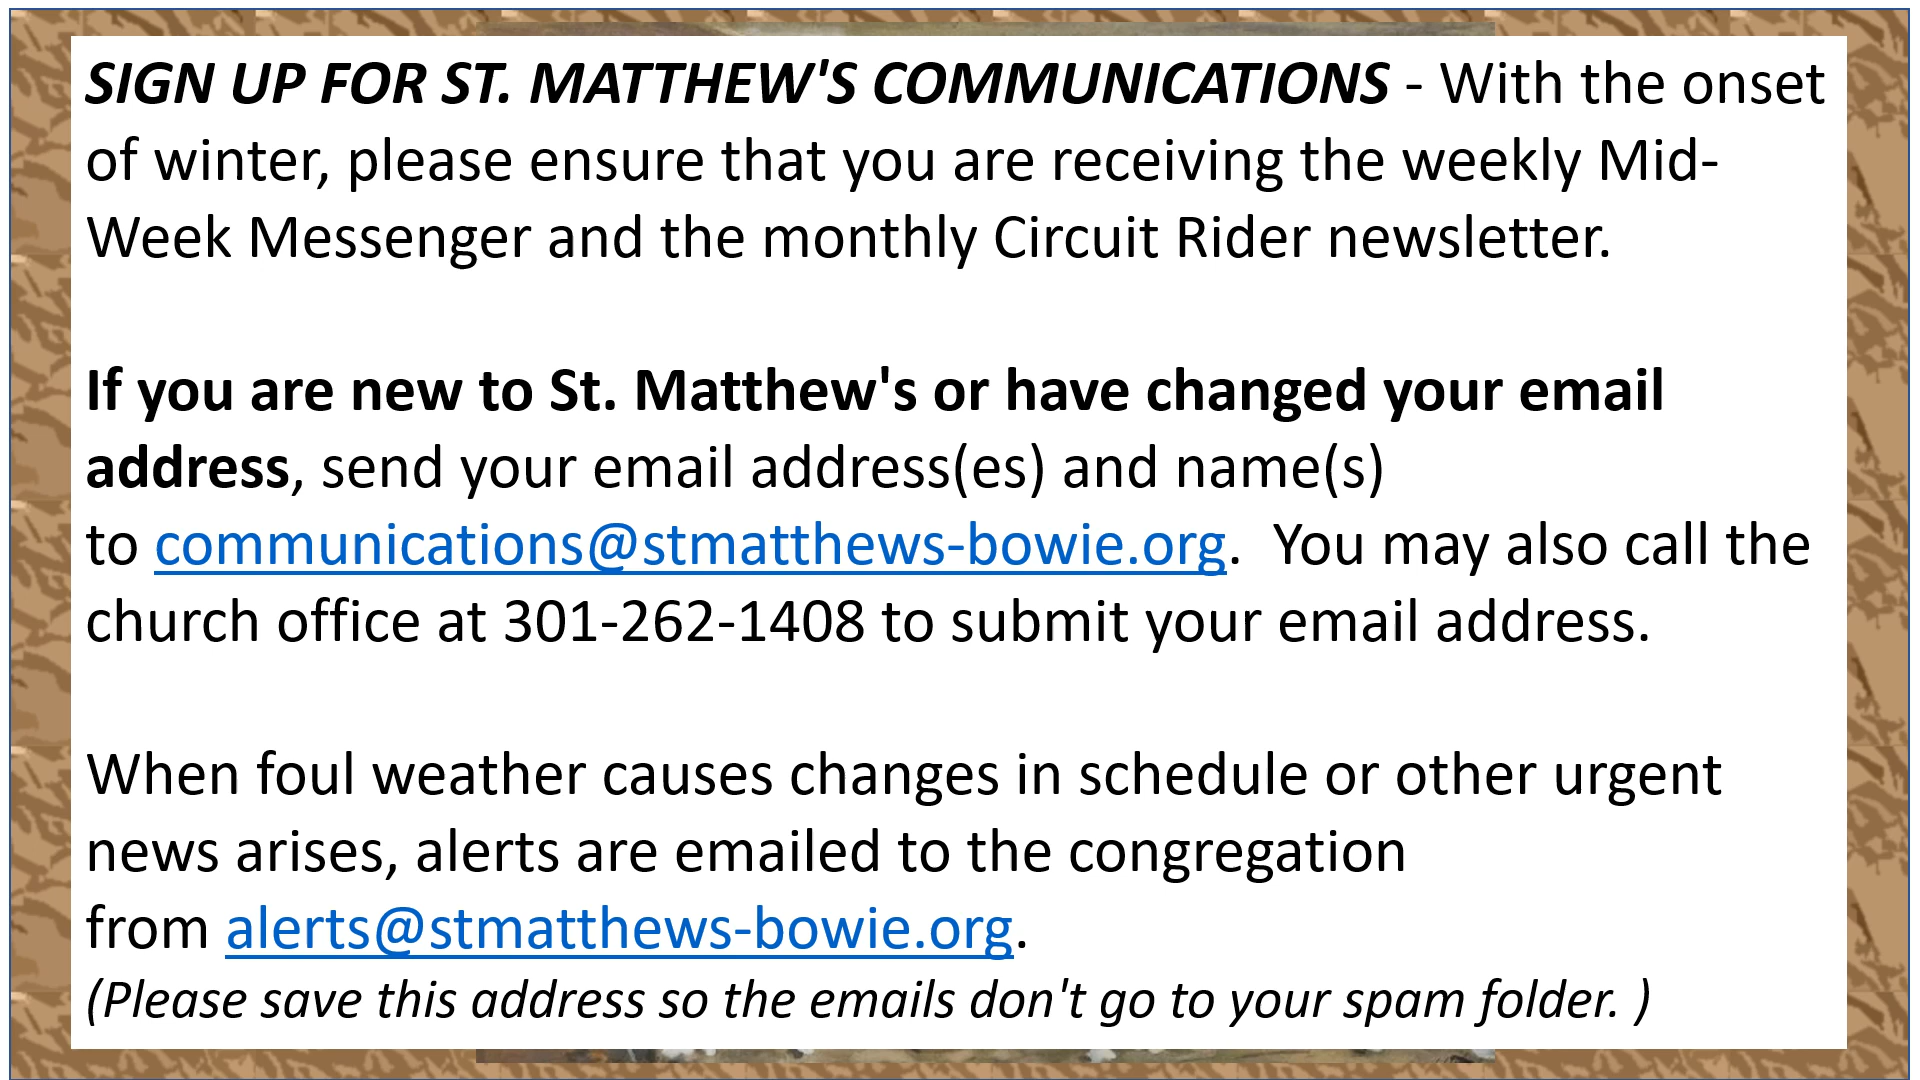 SIGN UP FOR ST. MATTHEW'S COMMUNICATIONS - With the onset
of winter, please ensure that you are receiving the weekly Mid-
Week Messenger and the monthly Circuit Rider newsletter.
If you are new to St. Matthew's or have changed your email
address, send your email address(es) and name(s)
to communications@stmatthews-bowie.org.  You may also call the
church office at 301-262-1408 to submit your email address.
When foul weather causes changes in schedule or other urgent
news arises, alerts are emailed to the congregation
from alerts@stmatthews-bowie.org.
(Please save this address so the emails don't go to your spam folder. )